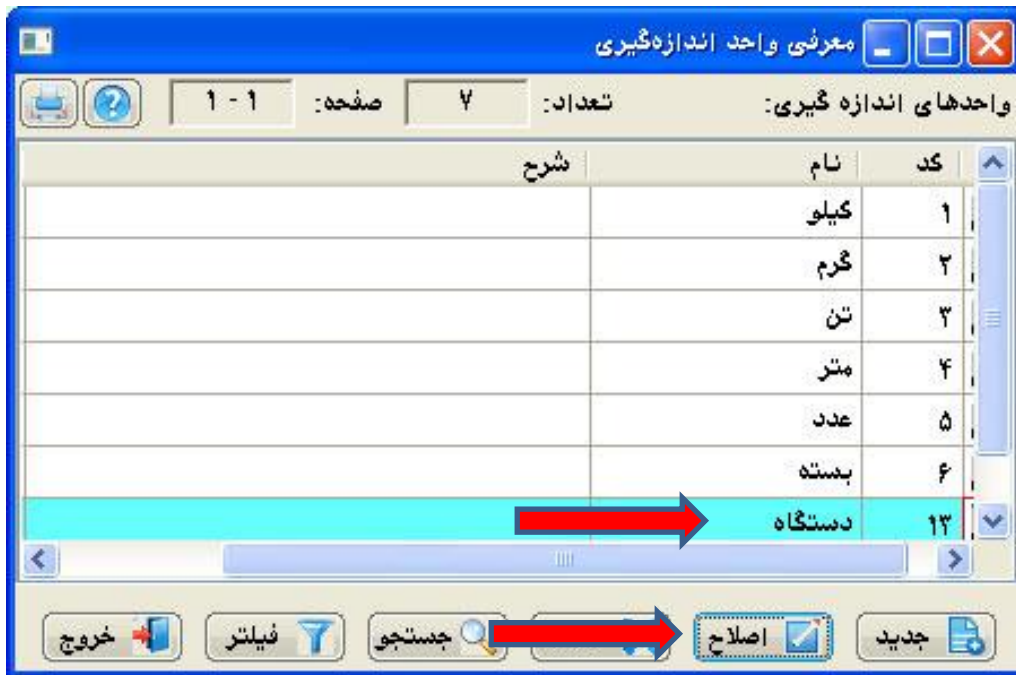 معرفی واحد اندازه‌گیری
واحدهای اندازه گیری: تعداد: ۷ صفحه: ۱ - ۱
کد نام شرح
۱ کیلو
۲ گرم
۳ تن
۴ متر
۵ عدد
۶ بسته
۱۳ دستگاه
جدید اصلاح جستجو فیلتر خروج